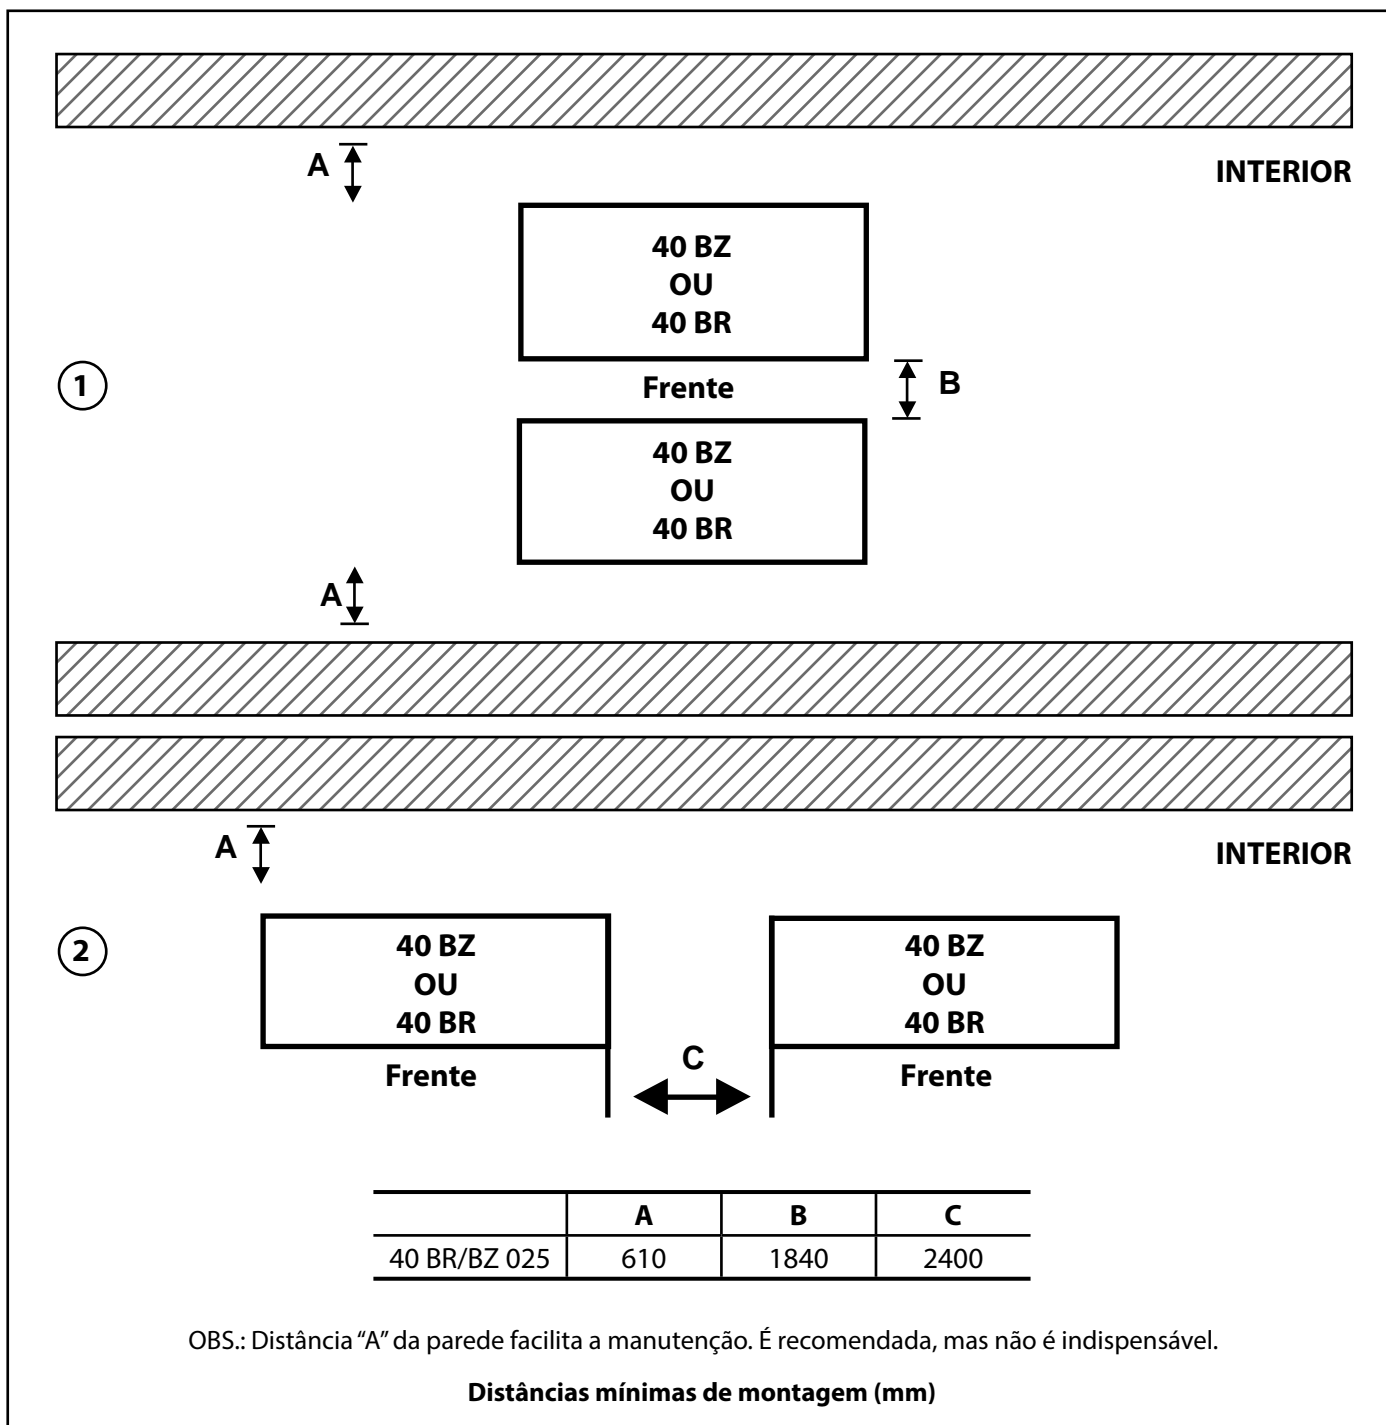 A
INTERIOR
40 BZ
OU
40 BR
1
Frente
B
40 BZ
OU
40 BR
A
A
INTERIOR
2
40 BZ
OU
40 BR
Frente
C
40 BZ
OU
40 BR
Frente
A B C
40 BR/BZ 025 610 1840 2400
OBS.: Distância “A” da parede facilita a manutenção. É recomendada, mas não é indispensável.
Distâncias mínimas de montagem (mm)